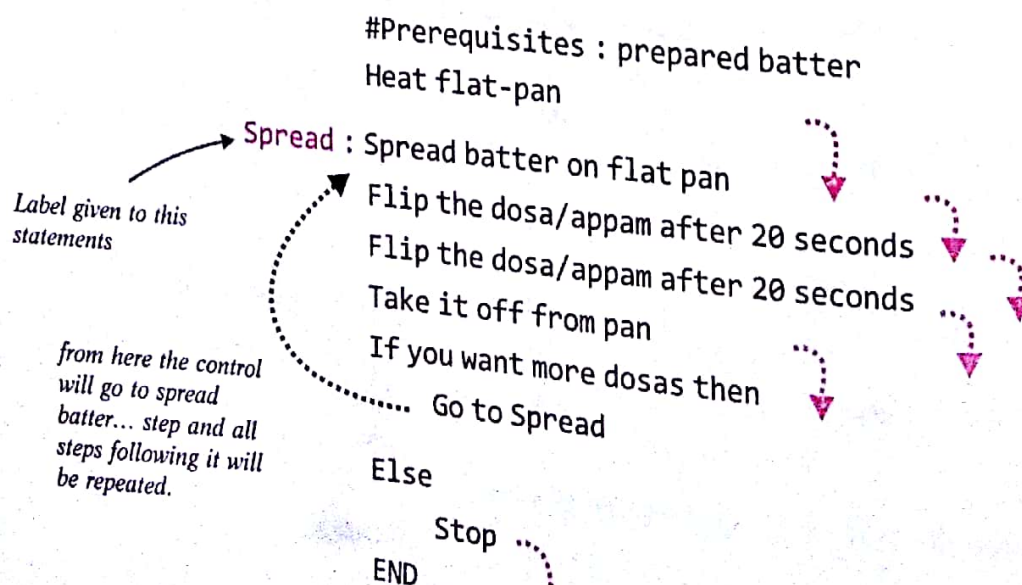 #Prerequisites : prepared batter
Heat flat-pan
Spread : Spread batter on flat pan
Label given to this
statements
Flip the dosa/appam after 20 seconds
Flip the dosa/appam after 20 seconds
Take it off from pan
If you want more dosas then
Go to Spread
from here the control
will go to spread
batter... step and all
steps following it will
be repeated.
Else
Stop
END